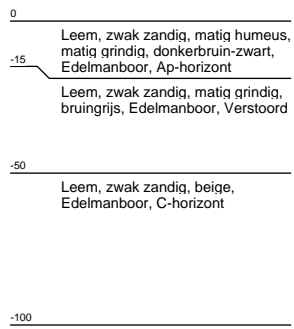 0
Leem, zwak zandig, matig humeus,
matig grindig, donkerbruin-zwart,
Edelmanboor, Ap-horizont
-15
Leem, zwak zandig, matig grindig,
bruingrijs, Edelmanboor, Verstoord
-50
Leem, zwak zandig, beige,
Edelmanboor, C-horizont
-100